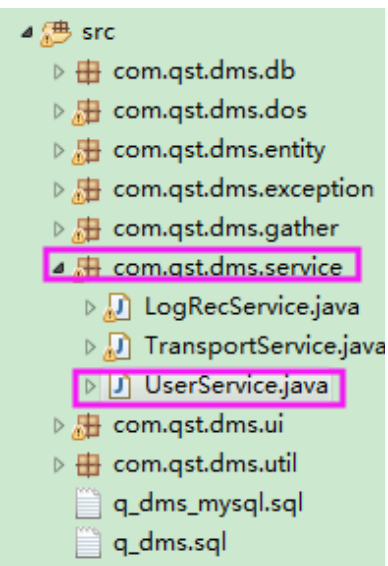 src
com.qst.dms.db
com.qst.dms.dos
com.qst.dms.entity
com.qst.dms.exception
com.qst.dms.gather
com.qst.dms.service
LogRecService.java
TransportService.java
UserService.java
com.qst.dms.ui
com.qst.dms.util
q_dms_mysql.sql
q_dms.sql